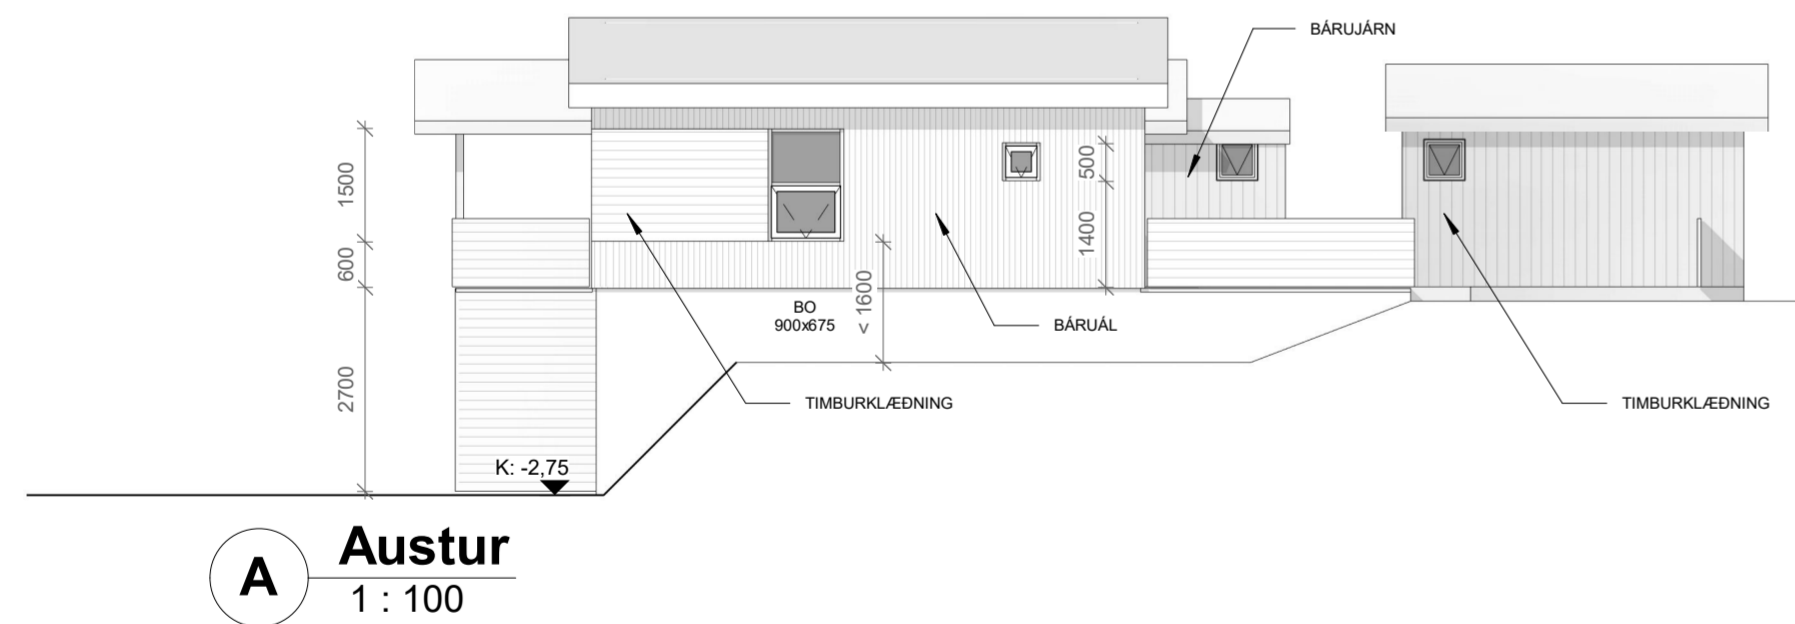 BÁRUJÁRN
1500
500
600
1400
BO
900x675
< 1600
BÁRUÁL
2700
TIMBURKLÆÐNING
TIMBURKLÆÐNING
K: -2,75
A
Austur
1 : 100